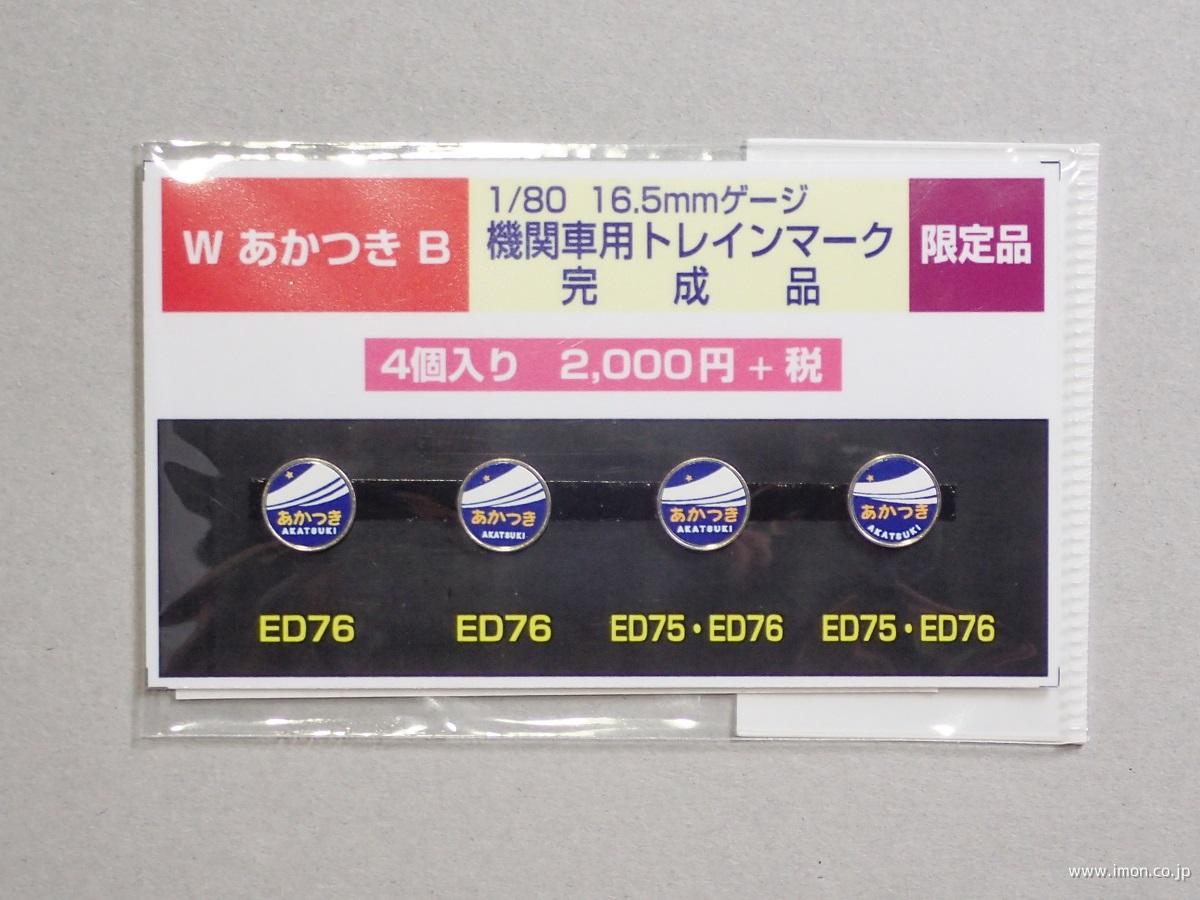 W あかつき B
1/80 16.5mmゲージ
機関車用トレインマーク
完成品
限定品
4個入り 2,000円 + 税
あかつき
AKATSUKI
あかつき
AKATSUKI
あかつき
AKATSUKI
あかつき
AKATSUKI
ED76
ED76
ED75・ED76
ED75・ED76
www.imon.co.jp